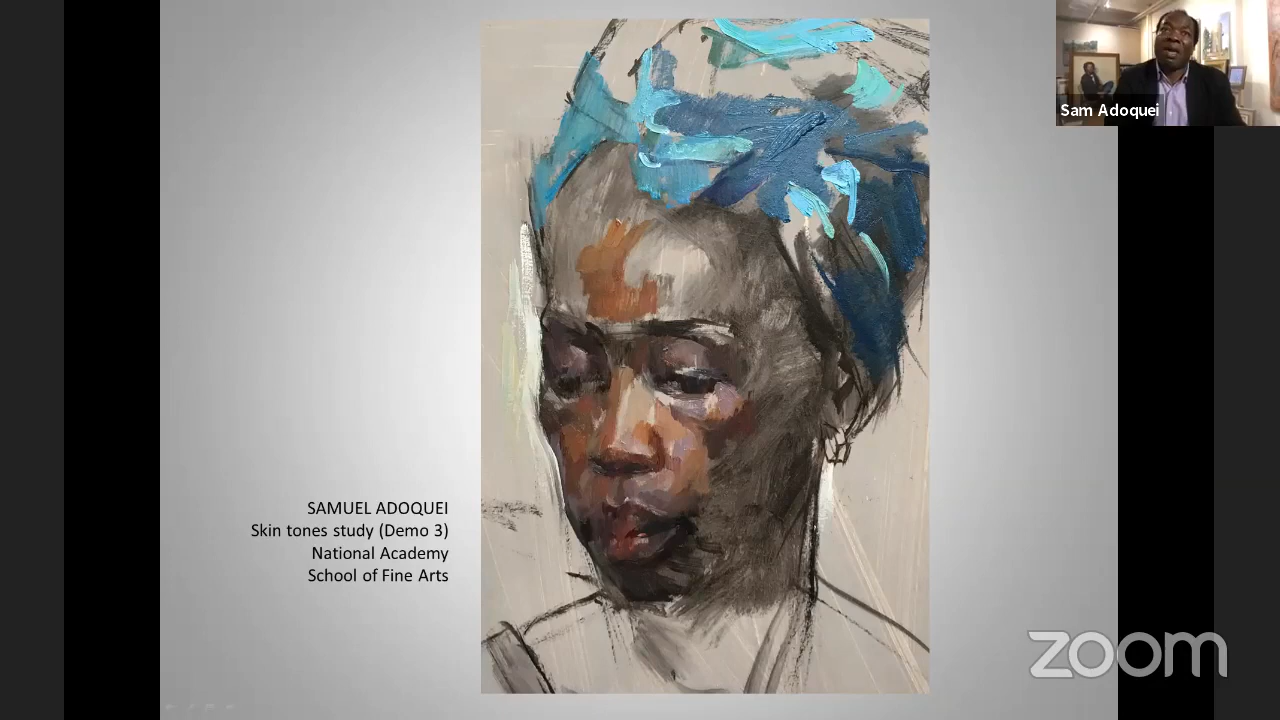 Sam Adoquei
SAMUEL ADOQUEI
Skin tones study (Demo 3)
National Academy
School of Fine Arts
zoom